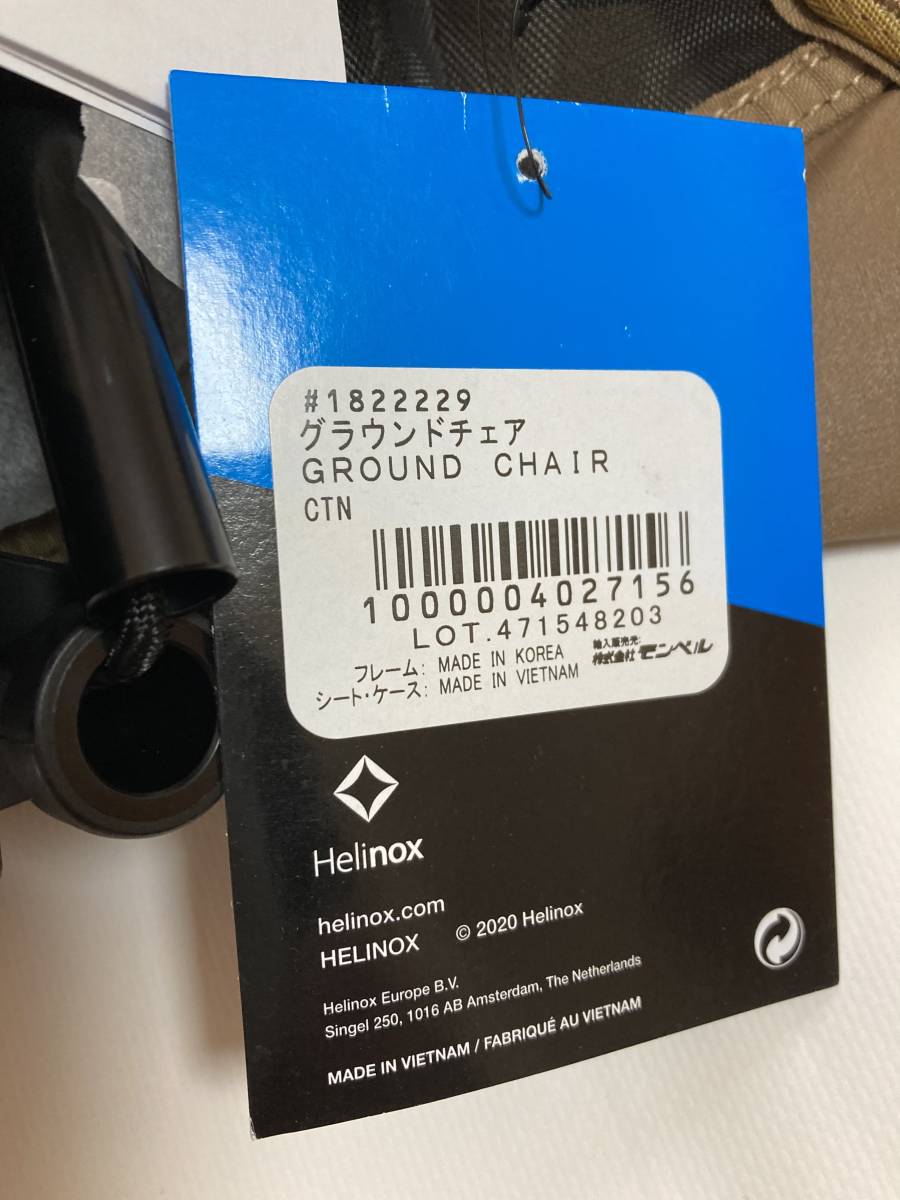 #1822229
グラウンドチェア
GROUND CHAIR
CTN
1000004027156
LOT.471548203
フレーム: MADE IN KOREA
シート・ケース: MADE IN VIETNAM
輸入販売元:
株式会社 モンベル
Helinox
helinox.com
HELINOX
© 2020 Helinox
Helinox Europe B.V.
Singel 250, 1016 AB Amsterdam, The Netherlands
MADE IN VIETNAM / FABRIQUÉ AU VIETNAM